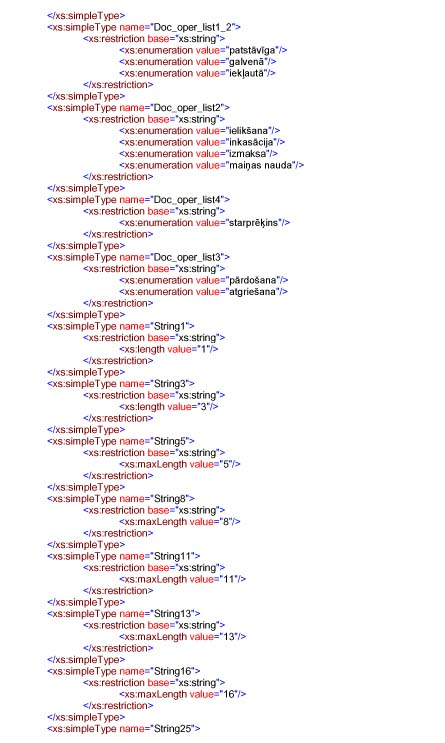 </xs:simpleType>
<xs:simpleType name="Doc_oper_list1_2">
<xs:restriction base="xs:string">
<xs:enumeration value="patstāvīga"/>
<xs:enumeration value="galvenā"/>
<xs:enumeration value="iekļautā"/>
</xs:restriction>
</xs:simpleType>
<xs:simpleType name="Doc_oper_list2">
<xs:restriction base="xs:string">
<xs:enumeration value="ielikšana"/>
<xs:enumeration value="inkasācija"/>
<xs:enumeration value="izmaksa"/>
<xs:enumeration value="maiņas nauda"/>
</xs:restriction>
</xs:simpleType>
<xs:simpleType name="Doc_oper_list4">
<xs:restriction base="xs:string">
<xs:enumeration value="starprēķins"/>
</xs:restriction>
</xs:simpleType>
<xs:simpleType name="Doc_oper_list3">
<xs:restriction base="xs:string">
<xs:enumeration value="pārdošana"/>
<xs:enumeration value="atgriešana"/>
</xs:restriction>
</xs:simpleType>
<xs:simpleType name="String1">
<xs:restriction base="xs:string">
<xs:length value="1"/>
</xs:restriction>
</xs:simpleType>
<xs:simpleType name="String3">
<xs:restriction base="xs:string">
<xs:length value="3"/>
</xs:restriction>
</xs:simpleType>
<xs:simpleType name="String5">
<xs:restriction base="xs:string">
<xs:maxLength value="5"/>
</xs:restriction>
</xs:simpleType>
<xs:simpleType name="String8">
<xs:restriction base="xs:string">
<xs:maxLength value="8"/>
</xs:restriction>
</xs:simpleType>
<xs:simpleType name="String11">
<xs:restriction base="xs:string">
<xs:maxLength value="11"/>
</xs:restriction>
</xs:simpleType>
<xs:simpleType name="String13">
<xs:restriction base="xs:string">
<xs:maxLength value="13"/>
</xs:restriction>
</xs:simpleType>
<xs:simpleType name="String16">
<xs:restriction base="xs:string">
<xs:maxLength value="16"/>
</xs:restriction>
</xs:simpleType>
<xs:simpleType name="String25">